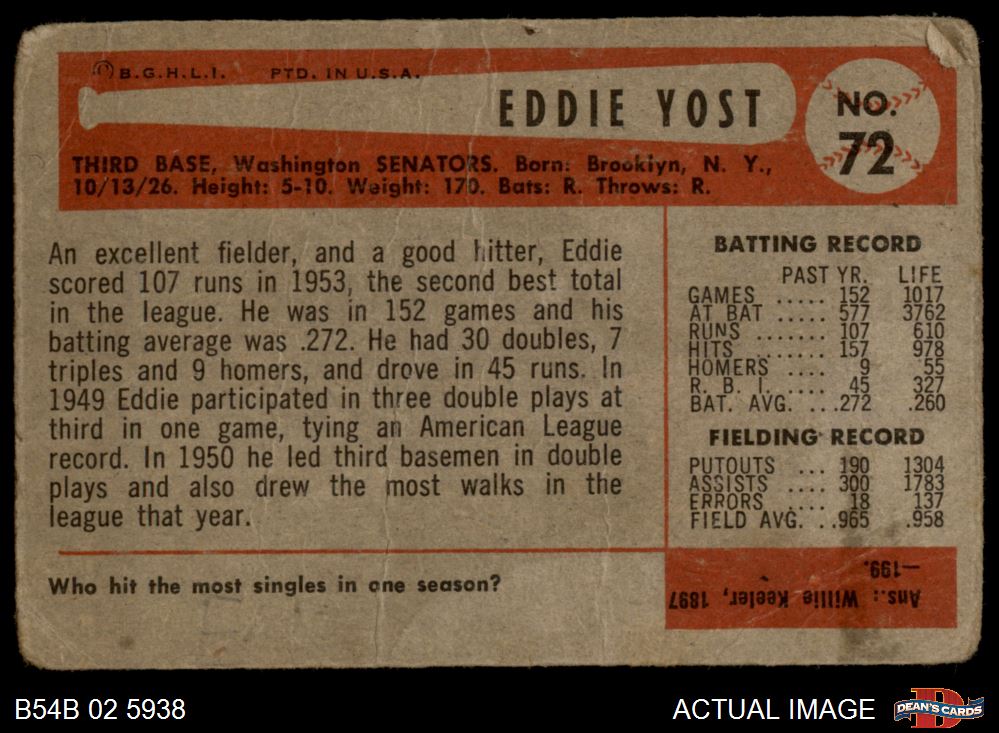 © B.G.H.L.I. PTD. IN U.S.A.
EDDIE YOST
NO.
72
THIRD BASE, Washington SENATORS. Born: Brooklyn, N. Y.,
10/13/26. Height: 5-10. Weight: 170. Bats: R. Throws: R.
An excellent fielder, and a good hitter, Eddie
scored 107 runs in 1953, the second best total
in the league. He was in 152 games and his
batting average was .272. He had 30 doubles, 7
triples and 9 homers, and drove in 45 runs. In
1949 Eddie participated in three double plays at
third in one game, tying an American League
record. In 1950 he led third basemen in double
plays and also drew the most walks in the
league that year.
BATTING RECORD
PAST YR. LIFE
GAMES ..... 152 1017
AT BAT ..... 577 3762
RUNS ....... 107 610
HITS ....... 157 978
HOMERS .... 9 55
R. B. I. .... 45 327
BAT. AVG. ... .272 .260
FIELDING RECORD
PUTOUTS ... 190 1304
ASSISTS .... 300 1783
ERRORS .... 18 137
FIELD AVG. . .965 .958
Who hit the most singles in one season?
Ans.: Willie Keeler, 1897
—199.
B54B 02 5938
ACTUAL IMAGE
DEAN'S CARDS